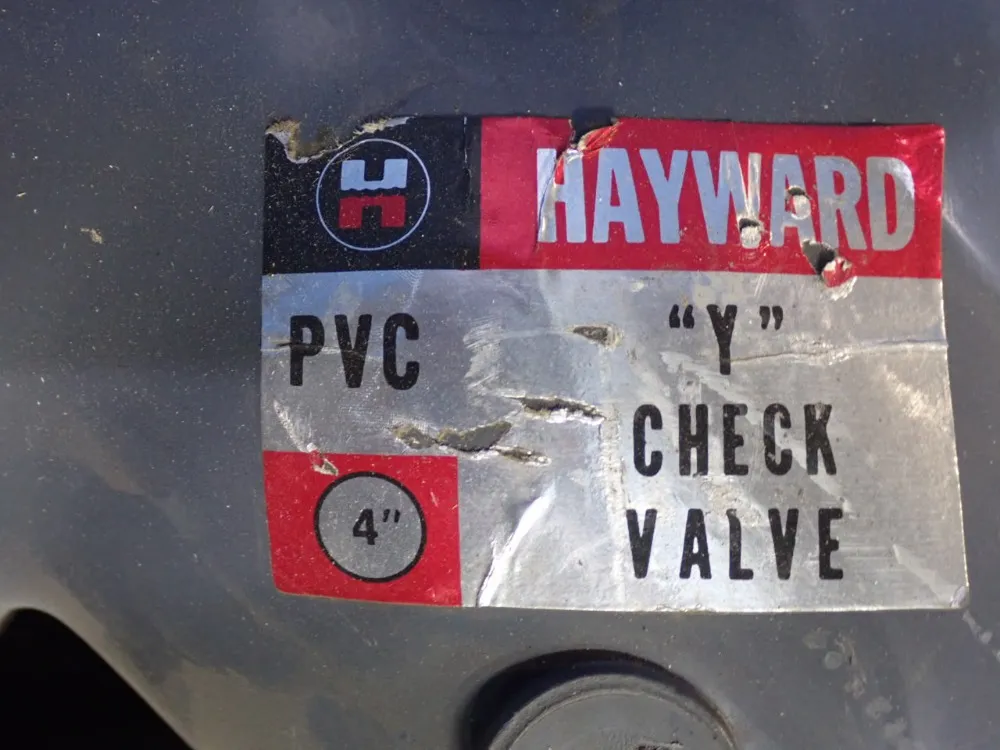 H HAYWARD
PVC "Y"
CHECK
4" VALVE